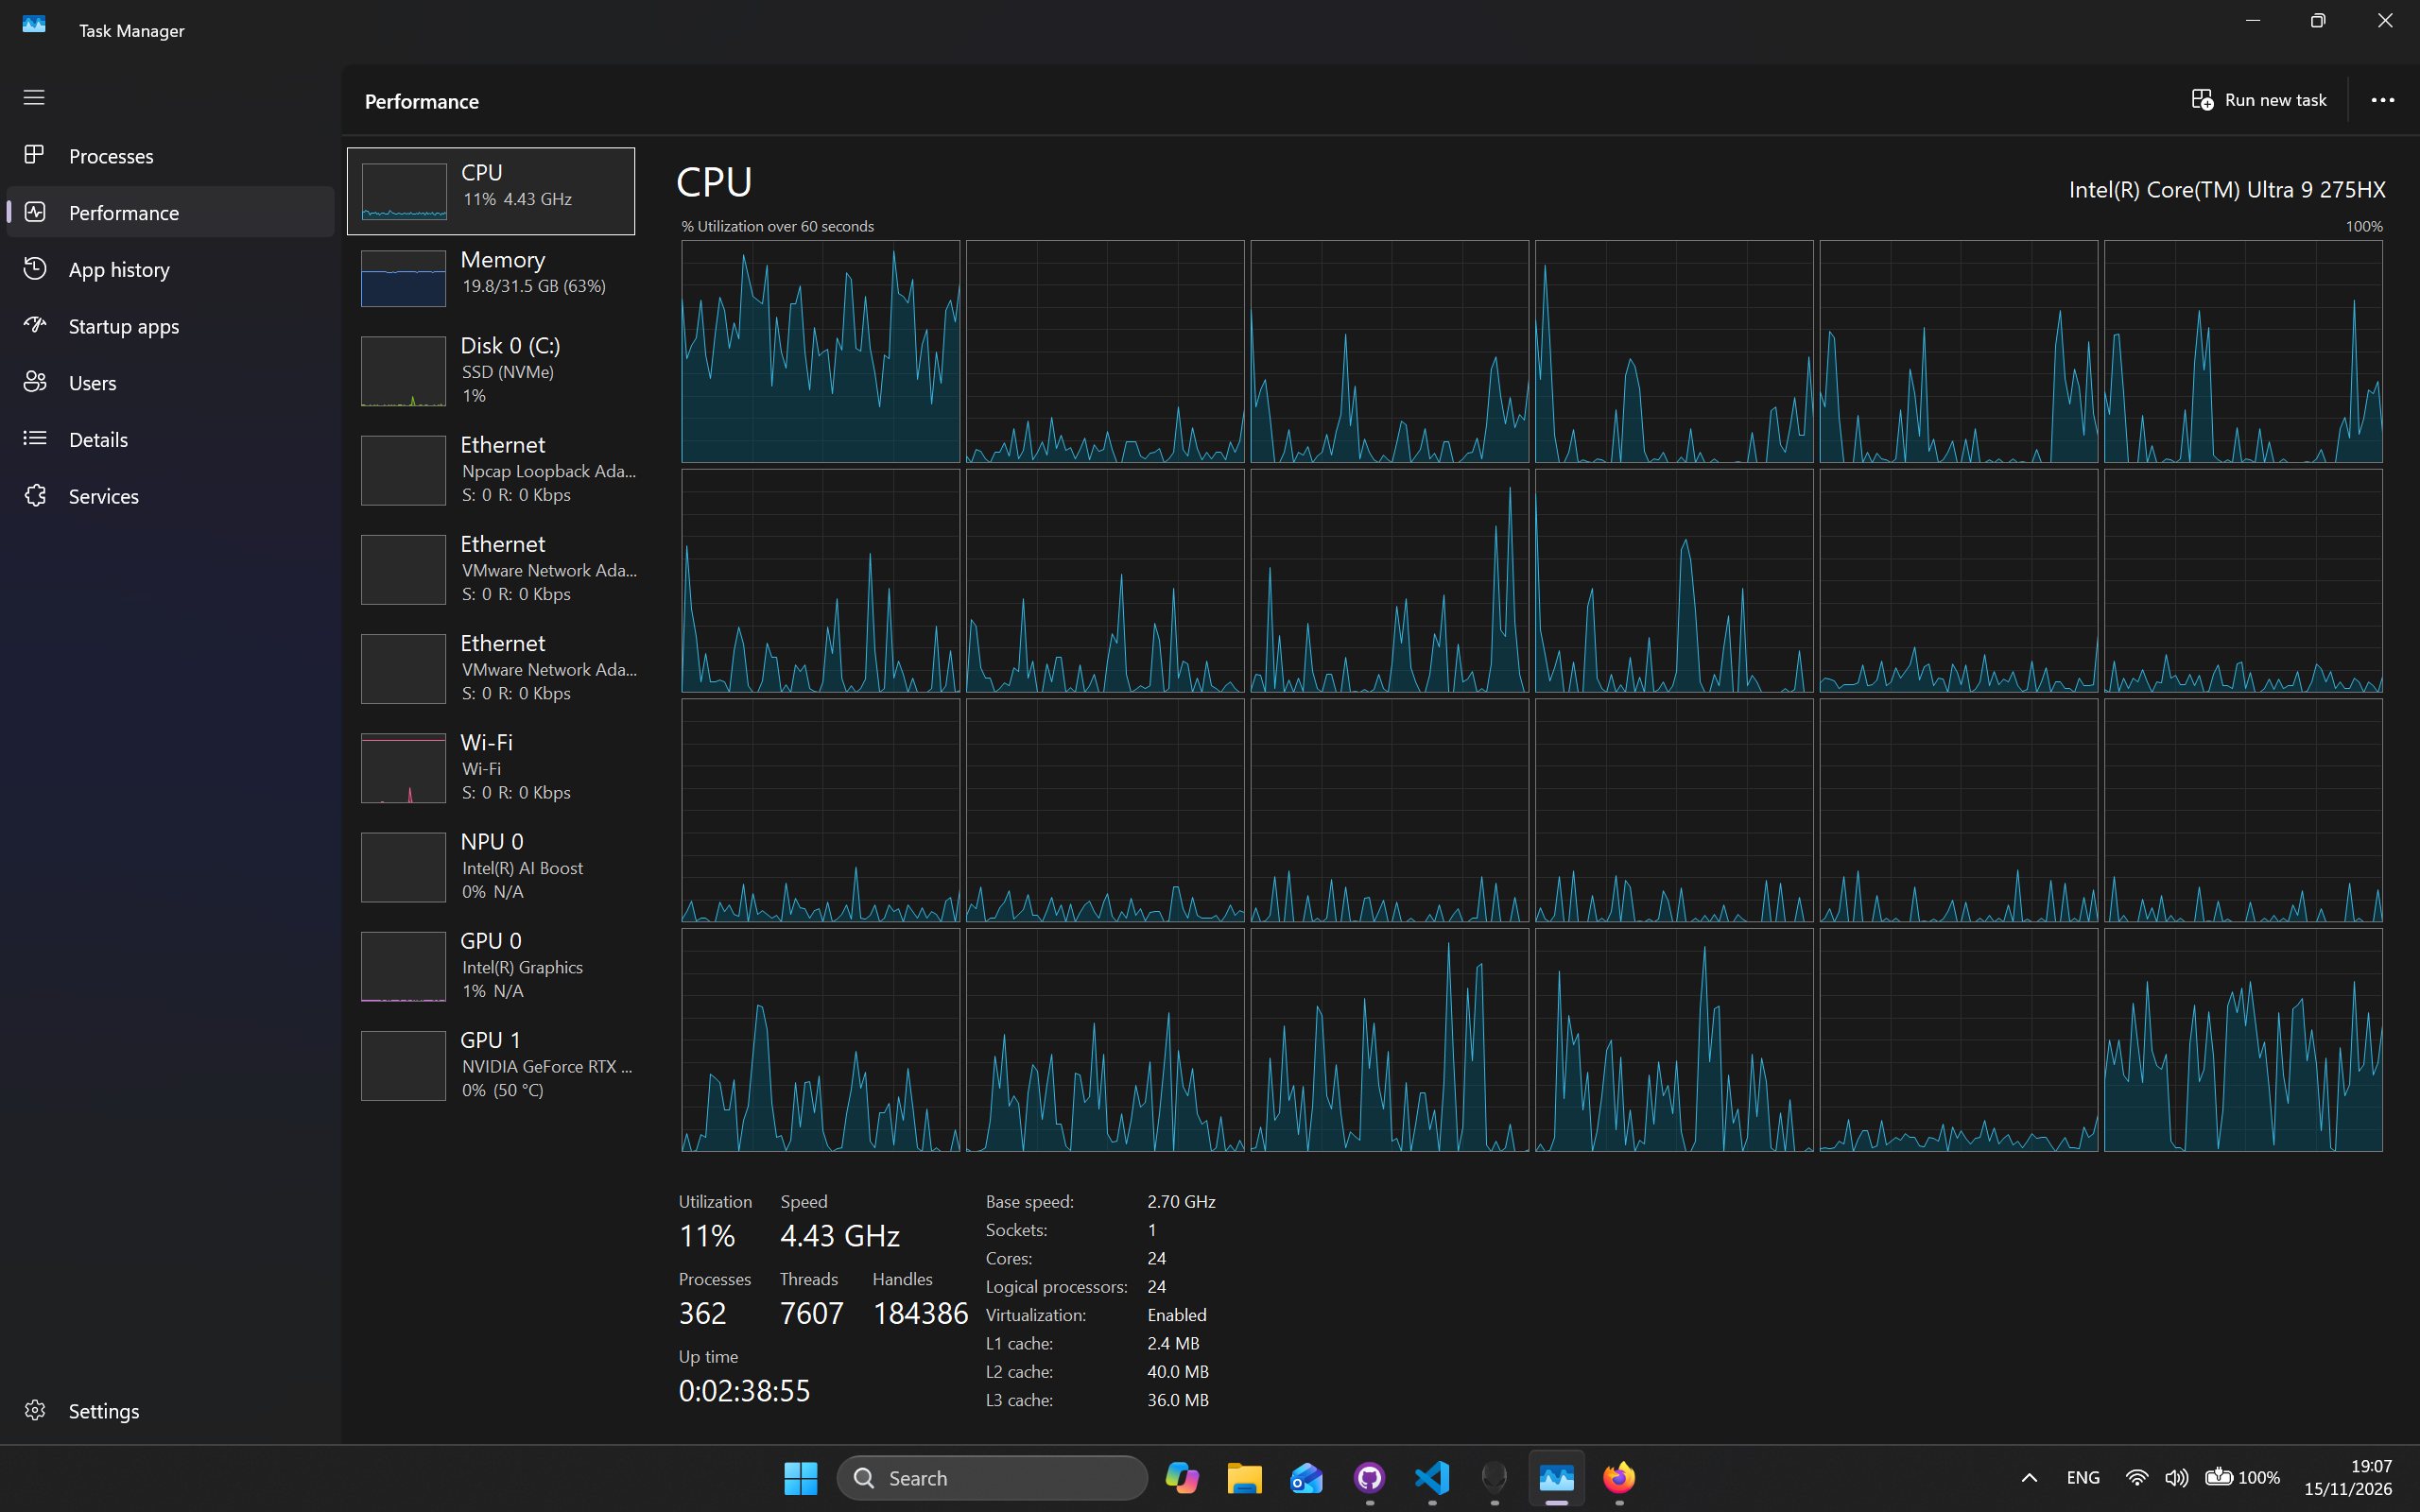 Task Manager
Performance
Run new task
Processes
Performance
App history
Startup apps
Users
Details
Services
Settings
CPU
11% 4.43 GHz
Memory
19.8/31.5 GB (63%)
Disk 0 (C:)
SSD (NVMe)
1%
Ethernet
Npcap Loopback Ada...
S: 0 R: 0 Kbps
Ethernet
VMware Network Ada...
S: 0 R: 0 Kbps
Ethernet
VMware Network Ada...
S: 0 R: 0 Kbps
Wi-Fi
Wi-Fi
S: 0 R: 0 Kbps
NPU 0
Intel(R) AI Boost
0% N/A
GPU 0
Intel(R) Graphics
1% N/A
GPU 1
NVIDIA GeForce RTX ...
0% (50 °C)
CPU
Intel(R) Core(TM) Ultra 9 275HX
% Utilization over 60 seconds
100%
Utilization Speed
11% 4.43 GHz
Processes Threads Handles
362 7607 184386
Up time
0:02:38:55
Base speed: 2.70 GHz
Sockets: 1
Cores: 24
Logical processors: 24
Virtualization: Enabled
L1 cache: 2.4 MB
L2 cache: 40.0 MB
L3 cache: 36.0 MB
Search
ENG
100%
19:07
15/11/2026